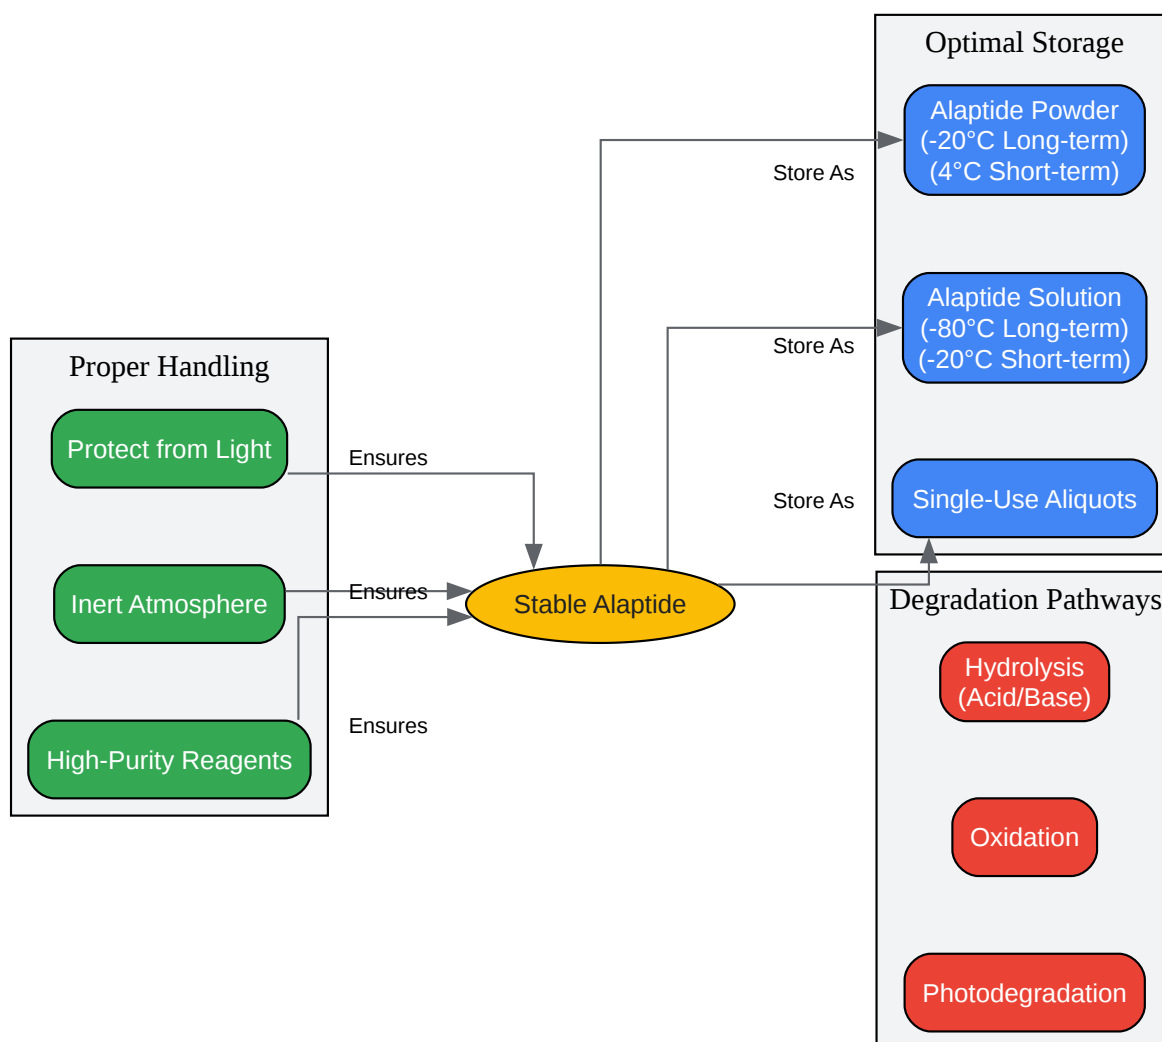 Optimal Storage
Alaptide Powder
(-20°C Long-term)
(4°C Short-term)
Store As
Alaptide Solution
(-80°C Long-term)
(-20°C Short-term)
Store As
Single-Use Aliquots
Store As
Proper Handling
Protect from Light
Ensures
Inert Atmosphere
Ensures
High-Purity Reagents
Ensures
Stable Alaptide
Degradation Pathways
Hydrolysis
(Acid/Base)
Oxidation
Photodegradation